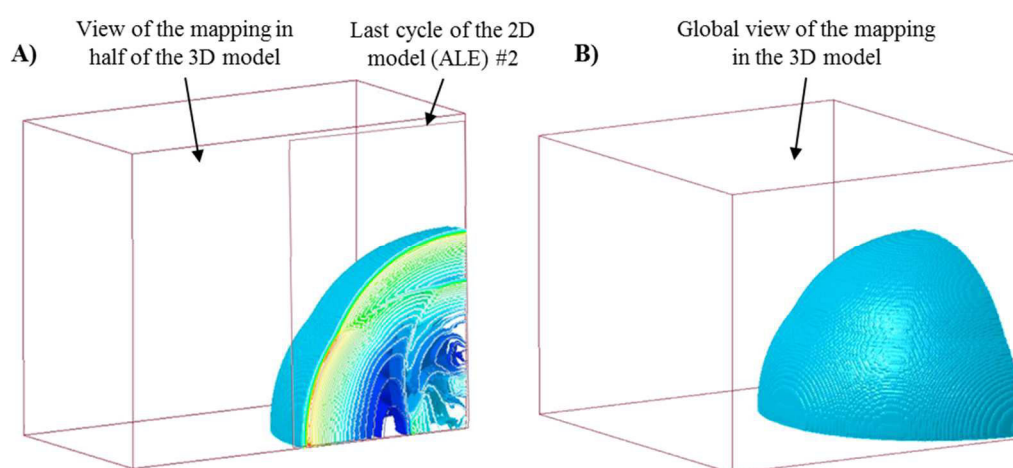 A)
View of the mapping in
half of the 3D model
Last cycle of the 2D
model (ALE) #2
B)
Global view of the mapping
in the 3D model